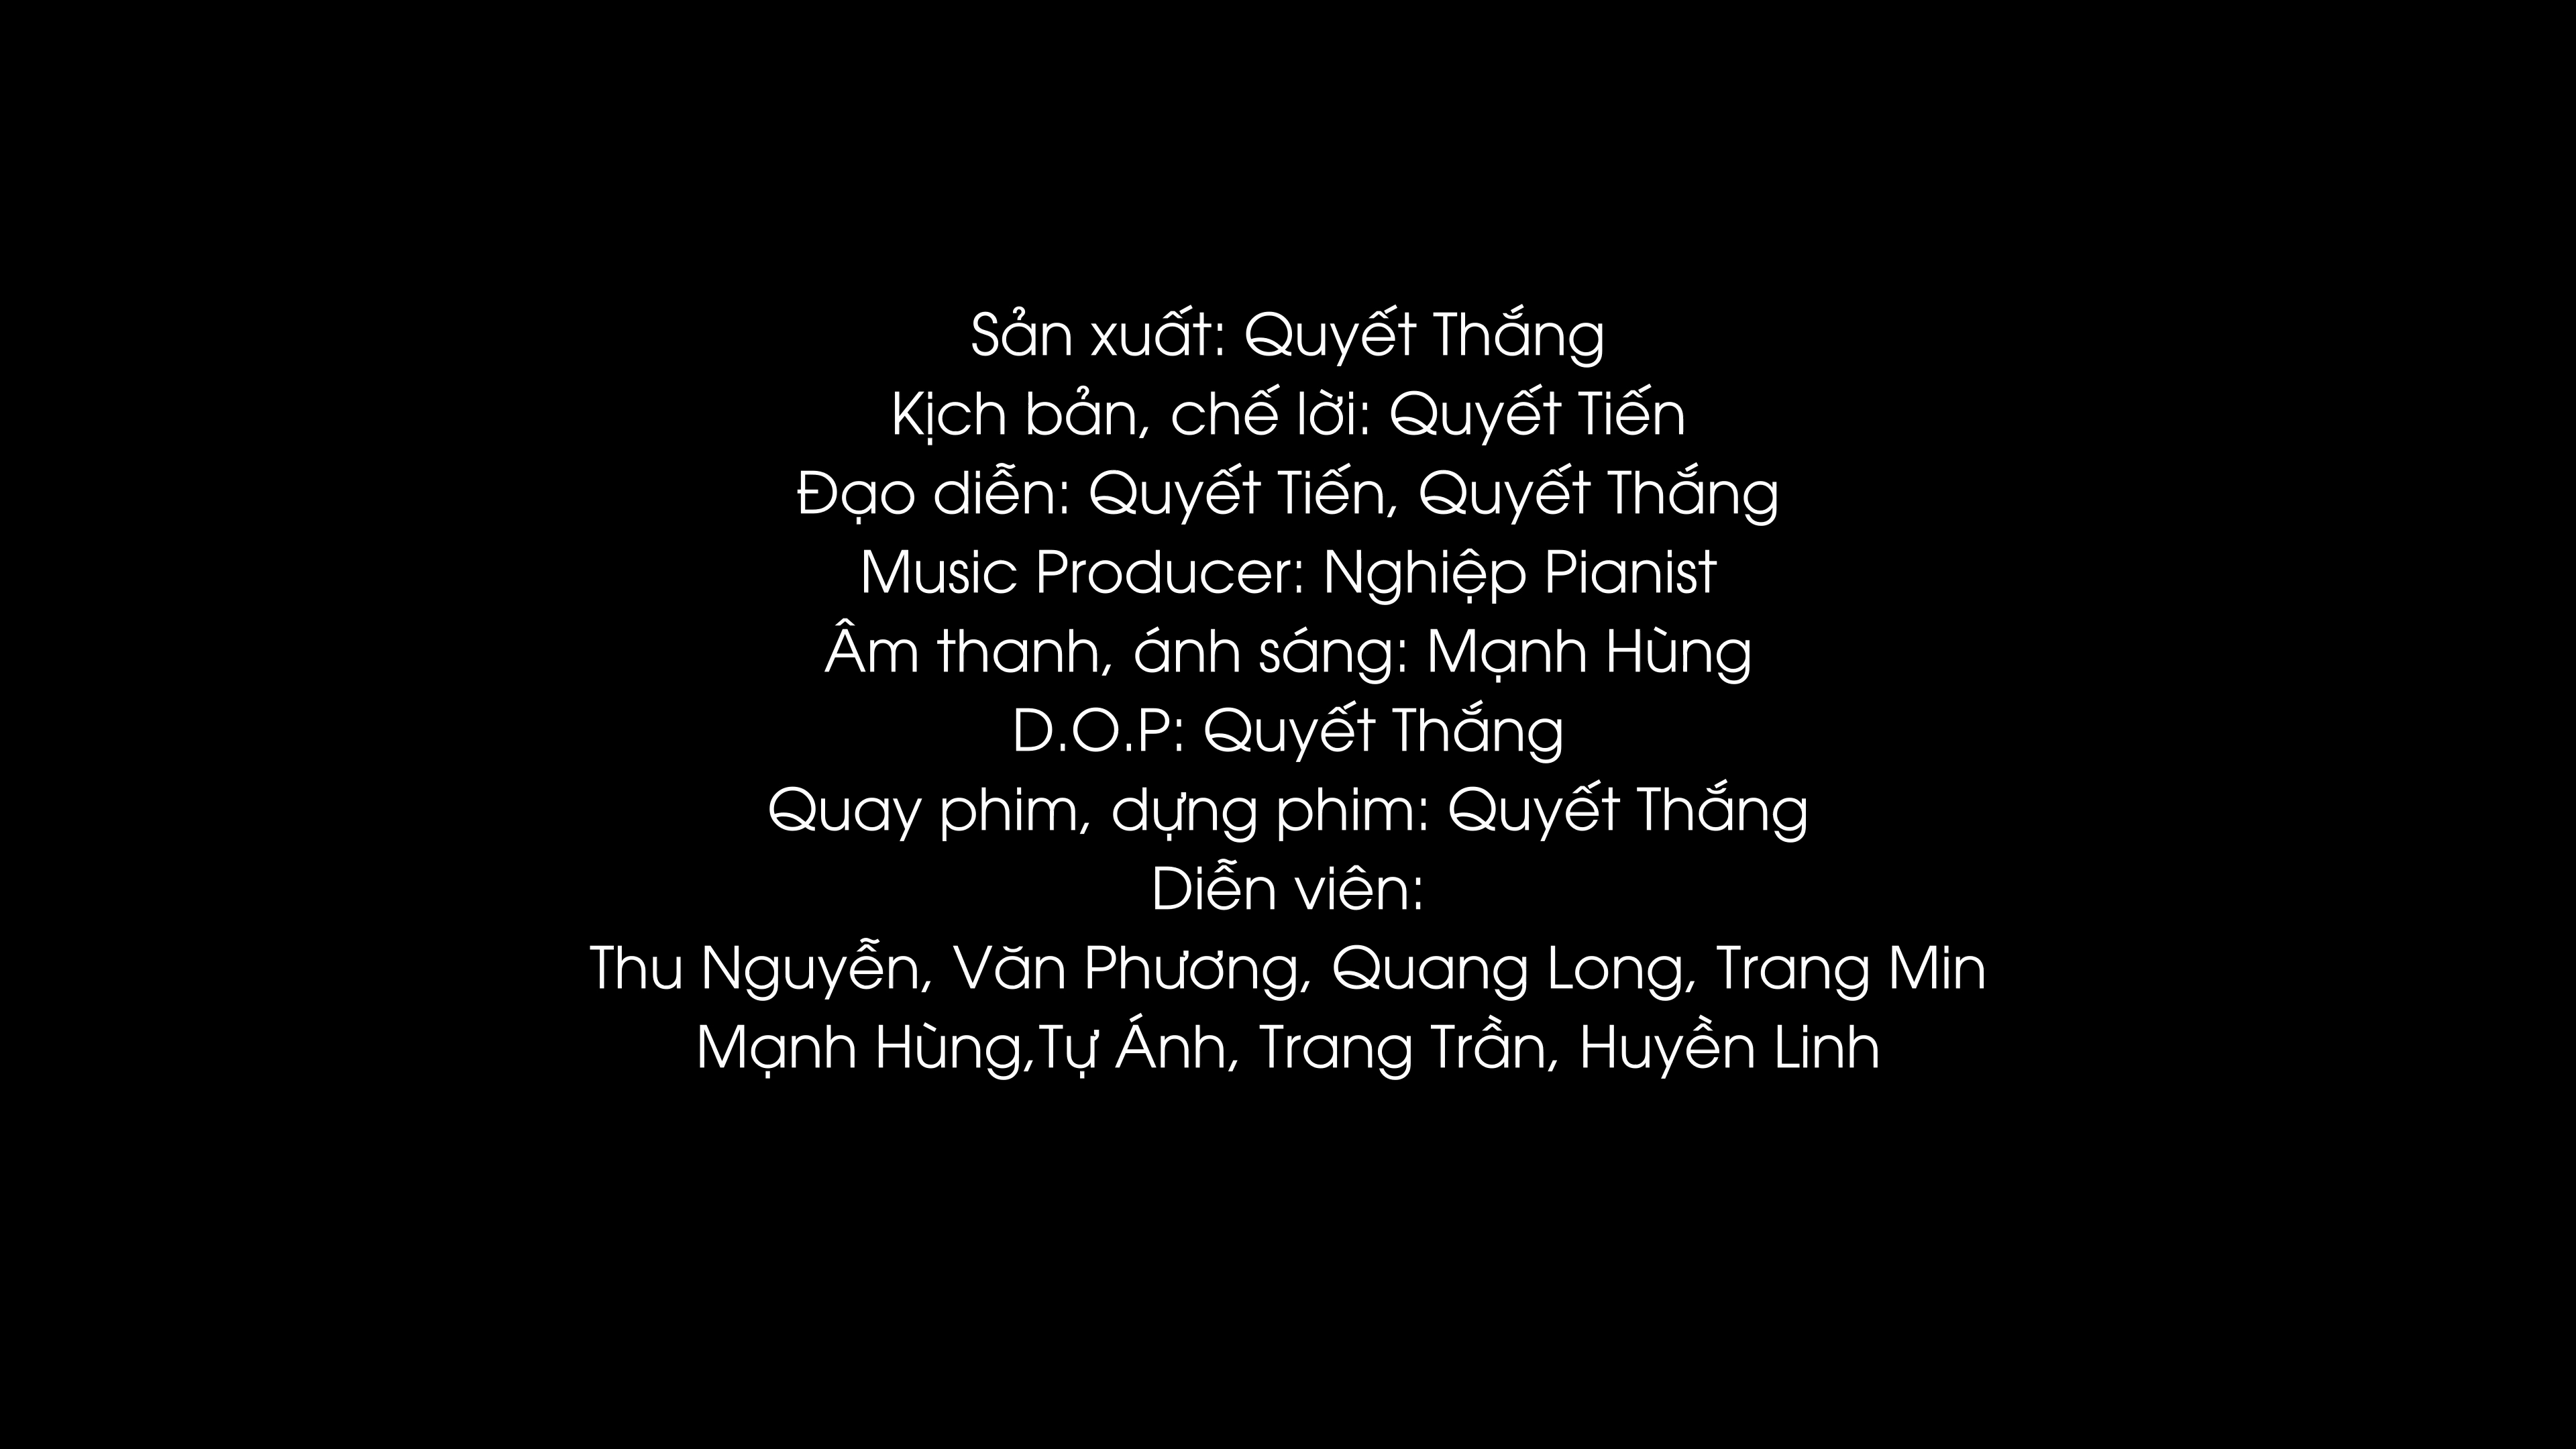 Sản xuất: Quyết Thắng
Kịch bản, chế lời: Quyết Tiến
Đạo diễn: Quyết Tiến, Quyết Thắng
Music Producer: Nghiệp Pianist
Âm thanh, ánh sáng: Mạnh Hùng
D.O.P: Quyết Thắng
Quay phim, dựng phim: Quyết Thắng
Diễn viên:
Thu Nguyễn, Văn Phương, Quang Long, Trang Min
Mạnh Hùng,Tự Ánh, Trang Trần, Huyền Linh